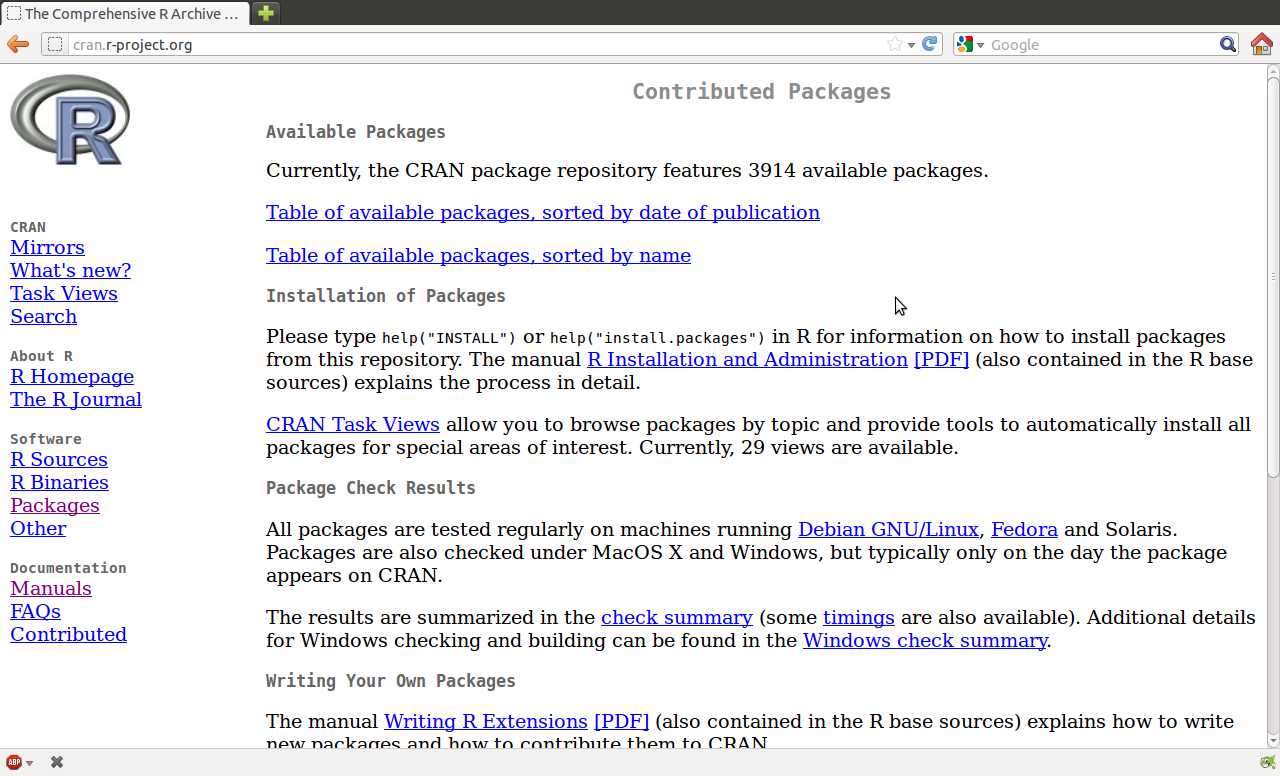 The Comprehensive R Archive ...
cran.r-project.org
Google
R
CRAN
Mirrors
What's new?
Task Views
Search
About R
R Homepage
The R Journal
Software
R Sources
R Binaries
Packages
Other
Documentation
Manuals
FAQs
Contributed
Contributed Packages
Available Packages
Currently, the CRAN package repository features 3914 available packages.
Table of available packages, sorted by date of publication
Table of available packages, sorted by name
Installation of Packages
Please type help("INSTALL") or help("install.packages") in R for information on how to install packages
from this repository. The manual R Installation and Administration [PDF] (also contained in the R base
sources) explains the process in detail.
CRAN Task Views allow you to browse packages by topic and provide tools to automatically install all
packages for special areas of interest. Currently, 29 views are available.
Package Check Results
All packages are tested regularly on machines running Debian GNU/Linux, Fedora and Solaris.
Packages are also checked under MacOS X and Windows, but typically only on the day the package
appears on CRAN.
The results are summarized in the check summary (some timings are also available). Additional details
for Windows checking and building can be found in the Windows check summary.
Writing Your Own Packages
The manual Writing R Extensions [PDF] (also contained in the R base sources) explains how to write
new packages and how to contribute them to CRAN.
ABP